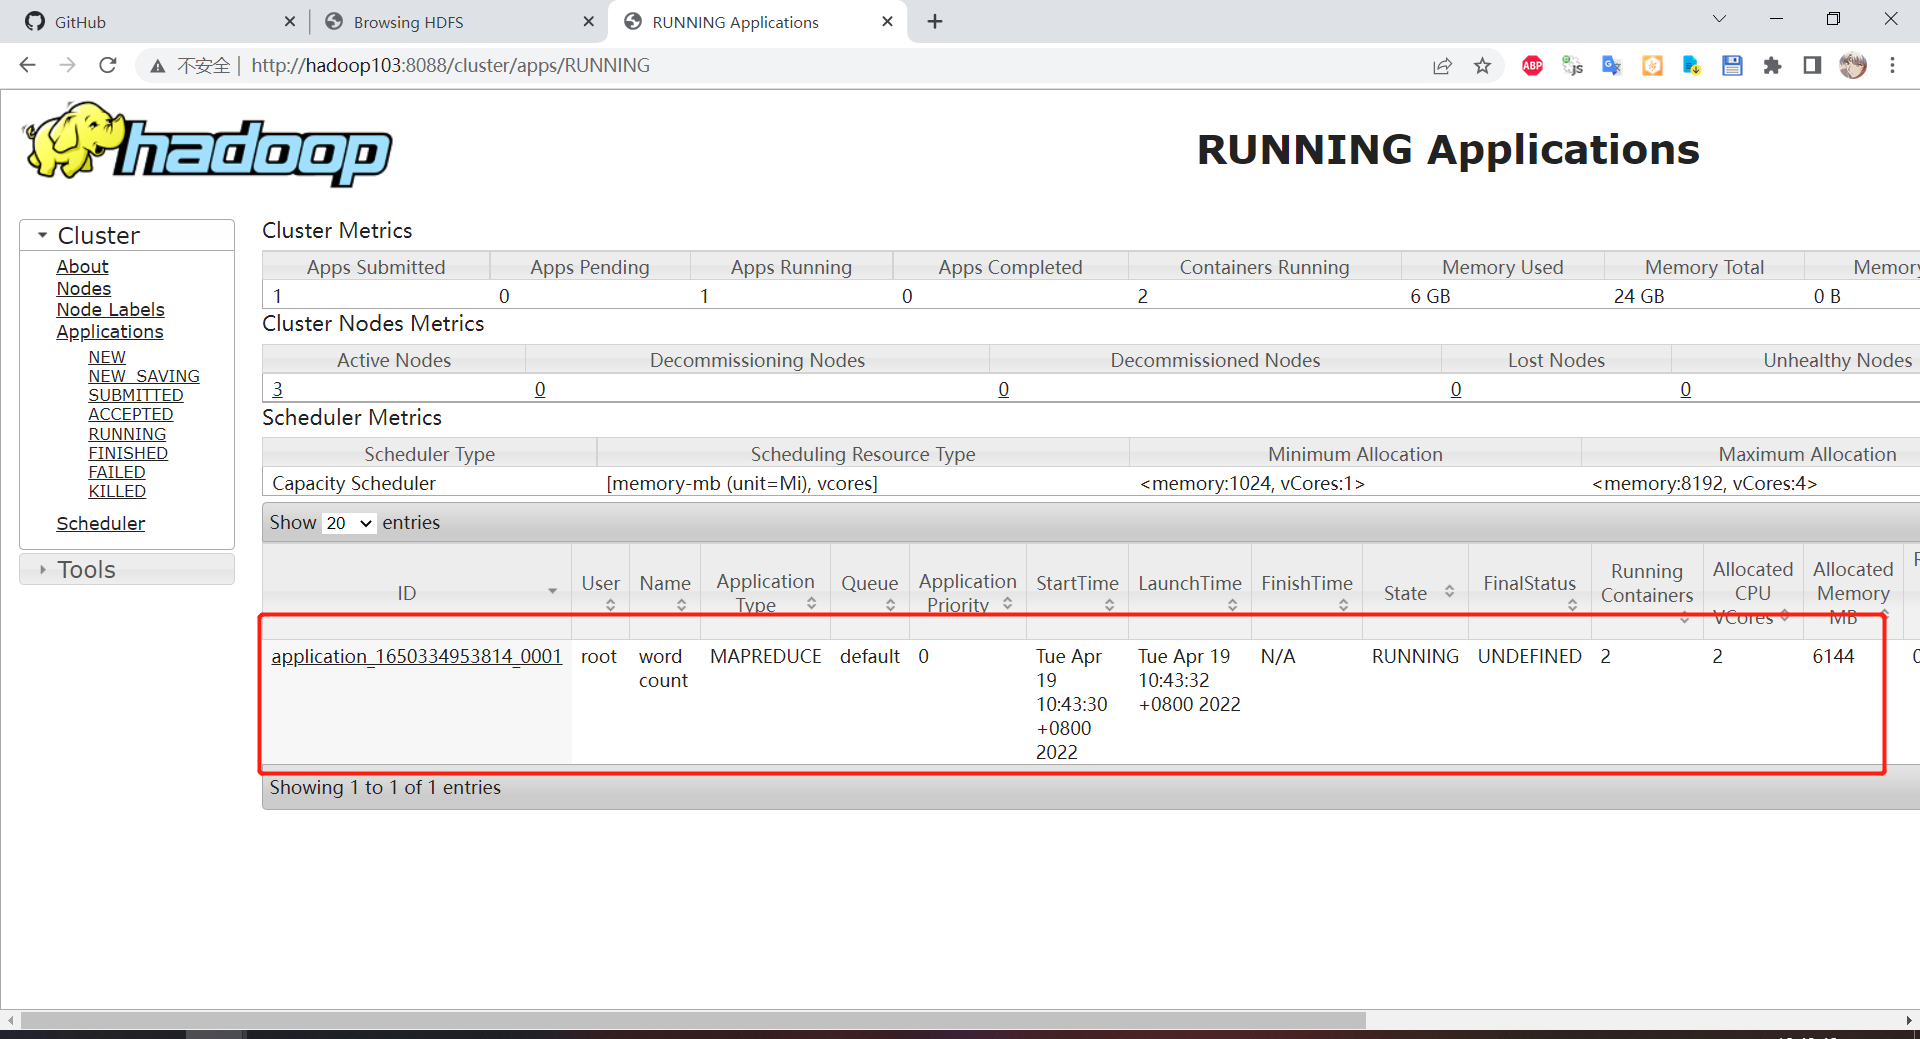 GitHub
Browsing HDFS
RUNNING Applications
不安全 | http://hadoop103:8088/cluster/apps/RUNNING
ABP
js
hadoop
RUNNING Applications
Cluster
About
Nodes
Node Labels
Applications
NEW
NEW_SAVING
SUBMITTED
ACCEPTED
RUNNING
FINISHED
FAILED
KILLED
Scheduler
Tools
Cluster Metrics
Apps Submitted Apps Pending Apps Running Apps Completed Containers Running Memory Used Memory Total Memory
1 0 1 0 2 6 GB 24 GB 0 B
Cluster Nodes Metrics
Active Nodes Decommissioning Nodes Decommissioned Nodes Lost Nodes Unhealthy Nodes
3 0 0 0 0
Scheduler Metrics
Scheduler Type Scheduling Resource Type Minimum Allocation Maximum Allocation
Capacity Scheduler [memory-mb (unit=Mi), vcores] <memory:1024, vCores:1> <memory:8192, vCores:4>
Show 20 entries
ID User Name Application Type Queue Application Priority StartTime LaunchTime FinishTime State FinalStatus Running Containers Allocated CPU VCores Allocated Memory MB
application_1650334953814_0001 root word count MAPREDUCE default 0 Tue Apr 19 10:43:30 +0800 2022 Tue Apr 19 10:43:32 +0800 2022 N/A RUNNING UNDEFINED 2 2 6144
Showing 1 to 1 of 1 entries